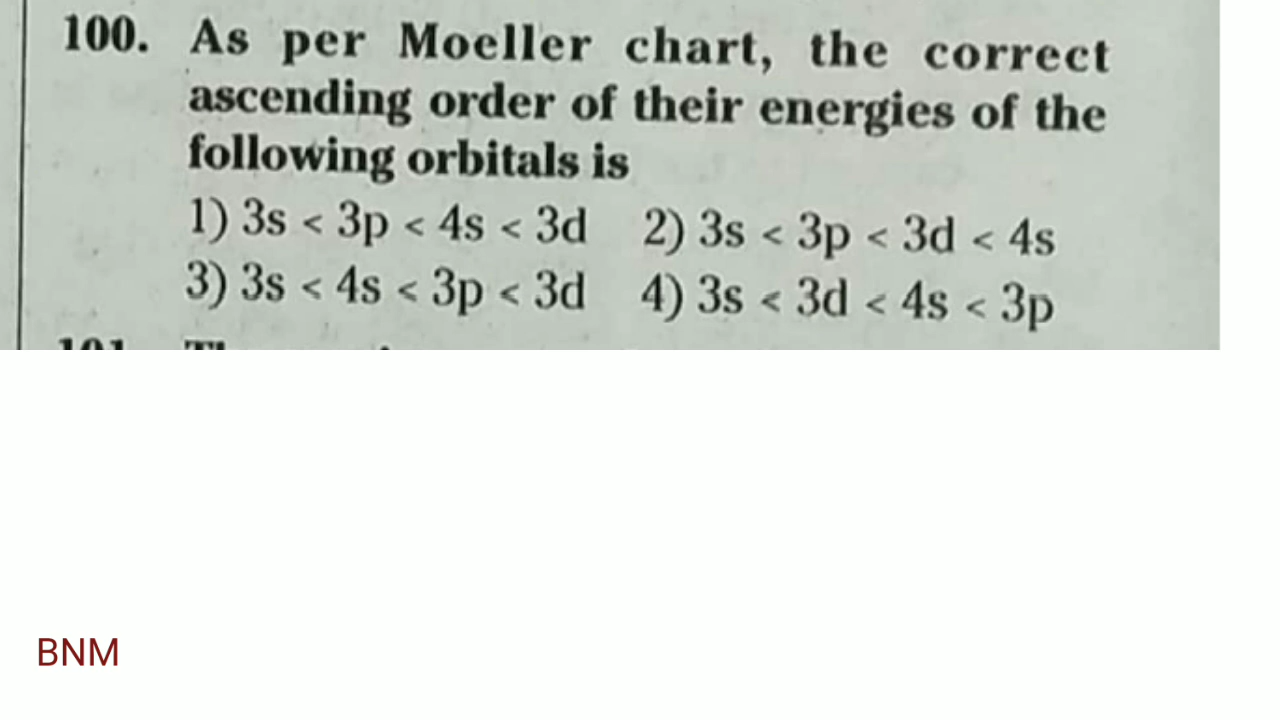 100. As per Moeller chart, the correct
ascending order of their energies of the
following orbitals is
1) 3s < 3p < 4s < 3d 2) 3s < 3p < 3d < 4s
3) 3s < 4s < 3p < 3d 4) 3s < 3d < 4s < 3p
BNM